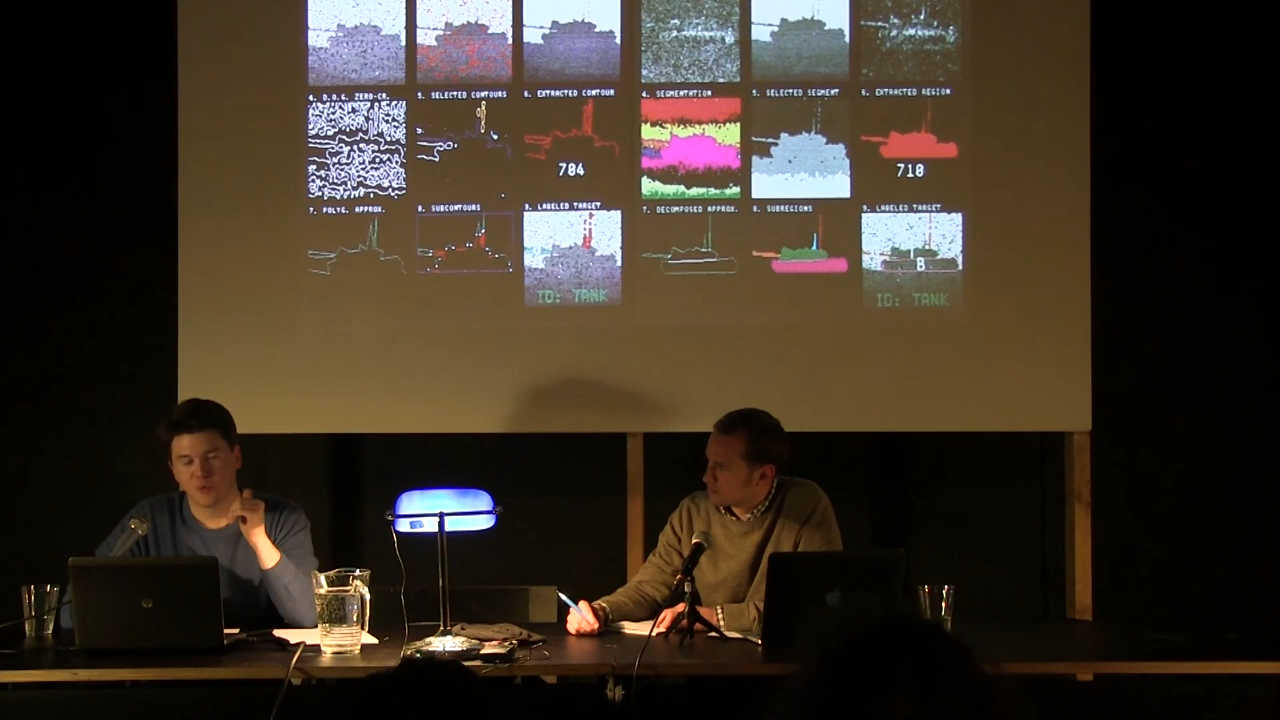 4. D.O.G. ZERO-CR. 5. SELECTED CONTOURS 6. EXTRACTED CONTOUR 4. SEGMENTATION 5. SELECTED SEGMENT 6. EXTRACTED REGION
704 710
7. POLYG. APPROX. 8. SUBCONTOURS 9. LABELED TARGET 7. DECOMPOSED APPROX. 8. SUBREGIONS 9. LABELED TARGET
B
ID: TANK ID: TANK